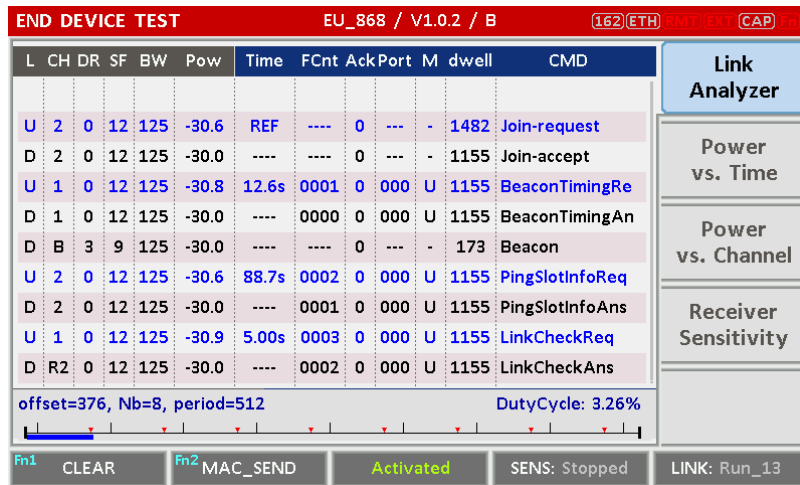 END DEVICE TEST EU_868 / V1.0.2 / B 162 ETH RMT EXT CAP Fn
L CH DR SF BW Pow Time FCnt Ack Port M dwell CMD
U 2 0 12 125 -30.6 REF ---- 0 --- - 1482 Join-request
D 2 0 12 125 -30.0 ---- ---- 0 --- - 1155 Join-accept
U 1 0 12 125 -30.8 12.6s 0001 0 000 U 1155 BeaconTimingRe
D 1 0 12 125 -30.0 ---- 0000 0 000 U 1155 BeaconTimingAn
D B 3 9 125 -30.0 ---- ---- 0 --- - 173 Beacon
U 2 0 12 125 -30.6 88.7s 0002 0 000 U 1155 PingSlotInfoReq
D 2 0 12 125 -30.0 ---- 0001 0 000 U 1155 PingSlotInfoAns
U 1 0 12 125 -30.9 5.00s 0003 0 000 U 1155 LinkCheckReq
D R2 0 12 125 -30.0 ---- 0002 0 000 U 1155 LinkCheckAns
offset=376, Nb=8, period=512 DutyCycle: 3.26%
Link
Analyzer
Power
vs. Time
Power
vs. Channel
Receiver
Sensitivity
Fn1 CLEAR Fn2 MAC_SEND Activated SENS: Stopped LINK: Run_13